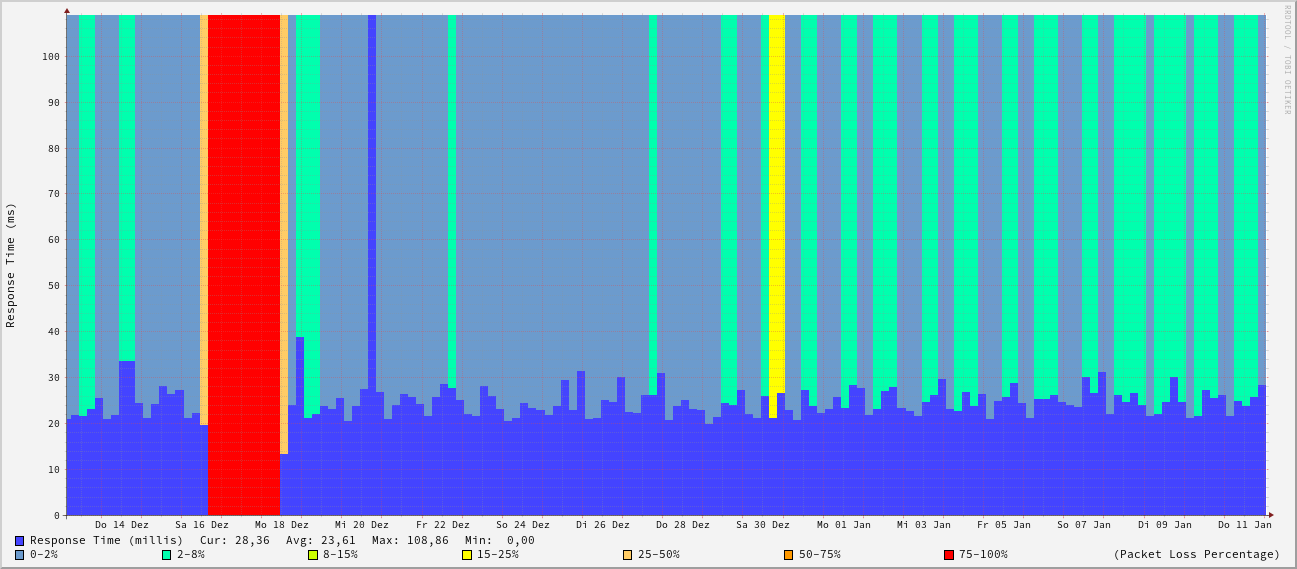 RRDTOOL / TOBI OETIKER
Response Time (ms)
100
90
80
70
60
50
40
30
20
10
0
Do 14 Dez Sa 16 Dez Mo 18 Dez Mi 20 Dez Fr 22 Dez So 24 Dez Di 26 Dez Do 28 Dez Sa 30 Dez Mo 01 Jan Mi 03 Jan Fr 05 Jan So 07 Jan Di 09 Jan Do 11 Jan
Response Time (millis) Cur: 28,36 Avg: 23,61 Max: 108,86 Min: 0,00
0-2% 2-8% 8-15% 15-25% 25-50% 50-75% 75-100% (Packet Loss Percentage)